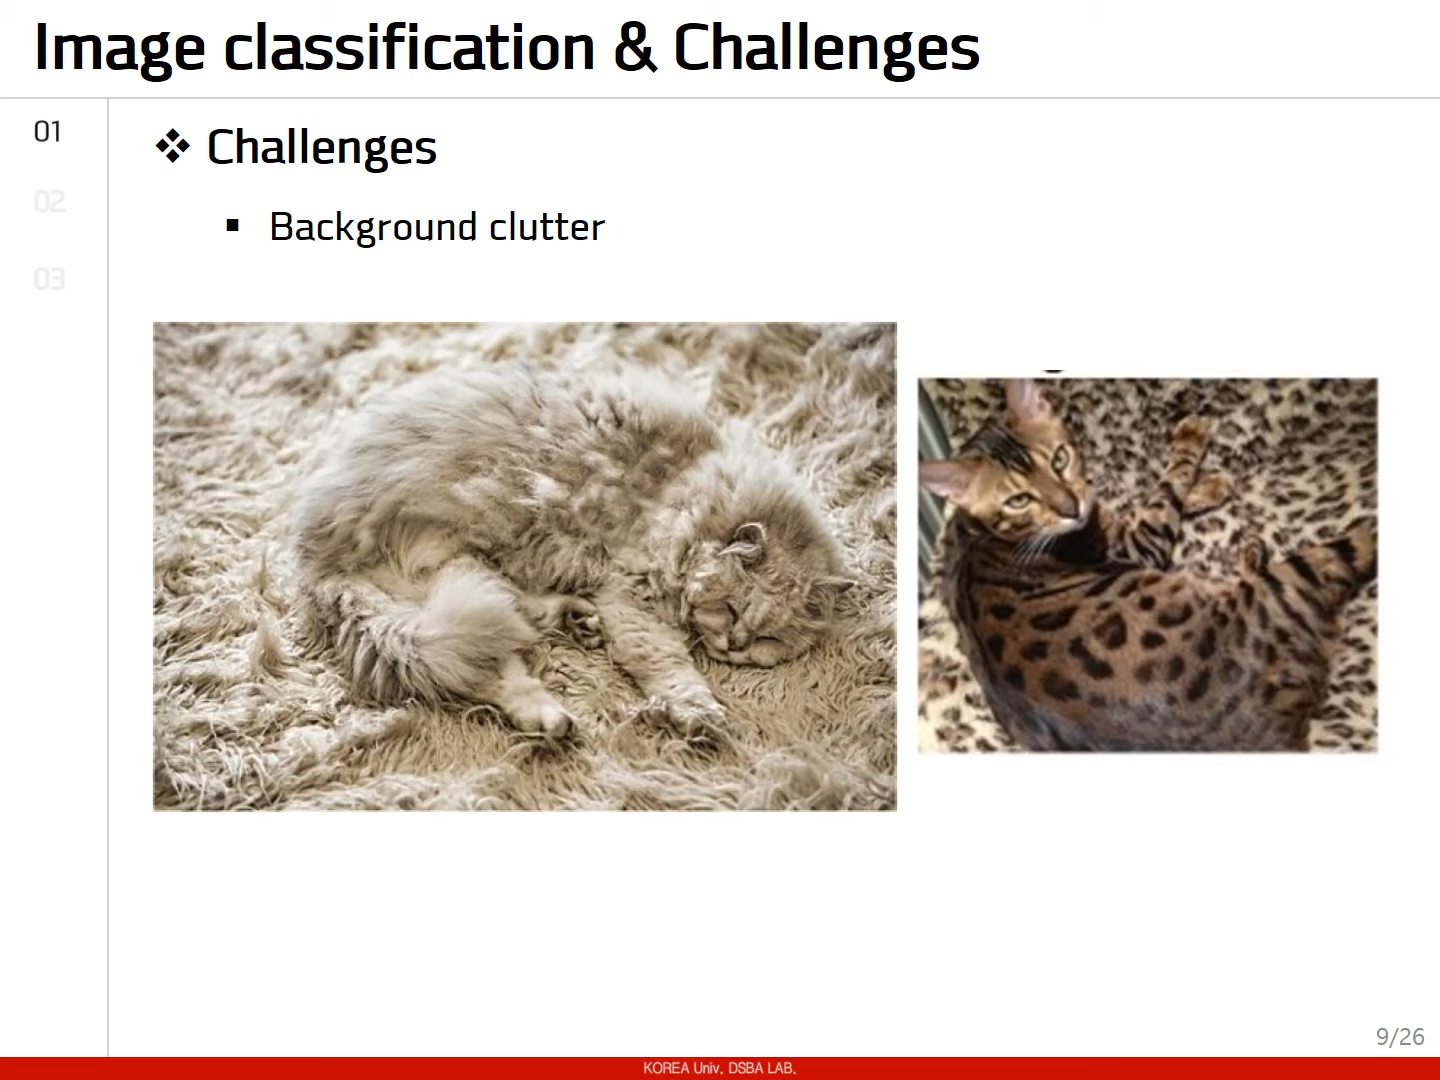 Image classification & Challenges
01
02
03
❖ Challenges
▪ Background clutter
9/26
KOREA Univ. DSBA LAB.